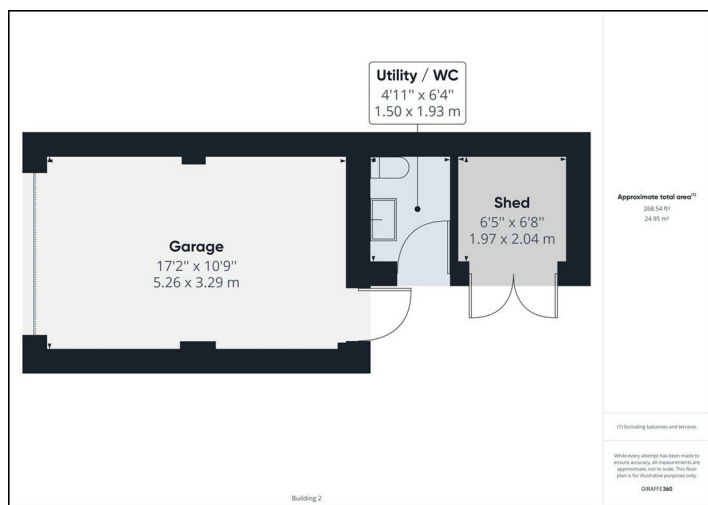 Utility / WC
4'11" x 6'4"
1.50 x 1.93 m
Garage
17'2" x 10'9"
5.26 x 3.29 m
Shed
6'5" x 6'8"
1.97 x 2.04 m
Building 2
Approximate total area(1)
268.54 ft²
24.95 m²
(1) Excluding balconies and terraces
While every attempt has been made to
ensure accuracy, all measurements are
approximate, not to scale. This floor
plan is for illustrative purposes only.
GIRAFFE360